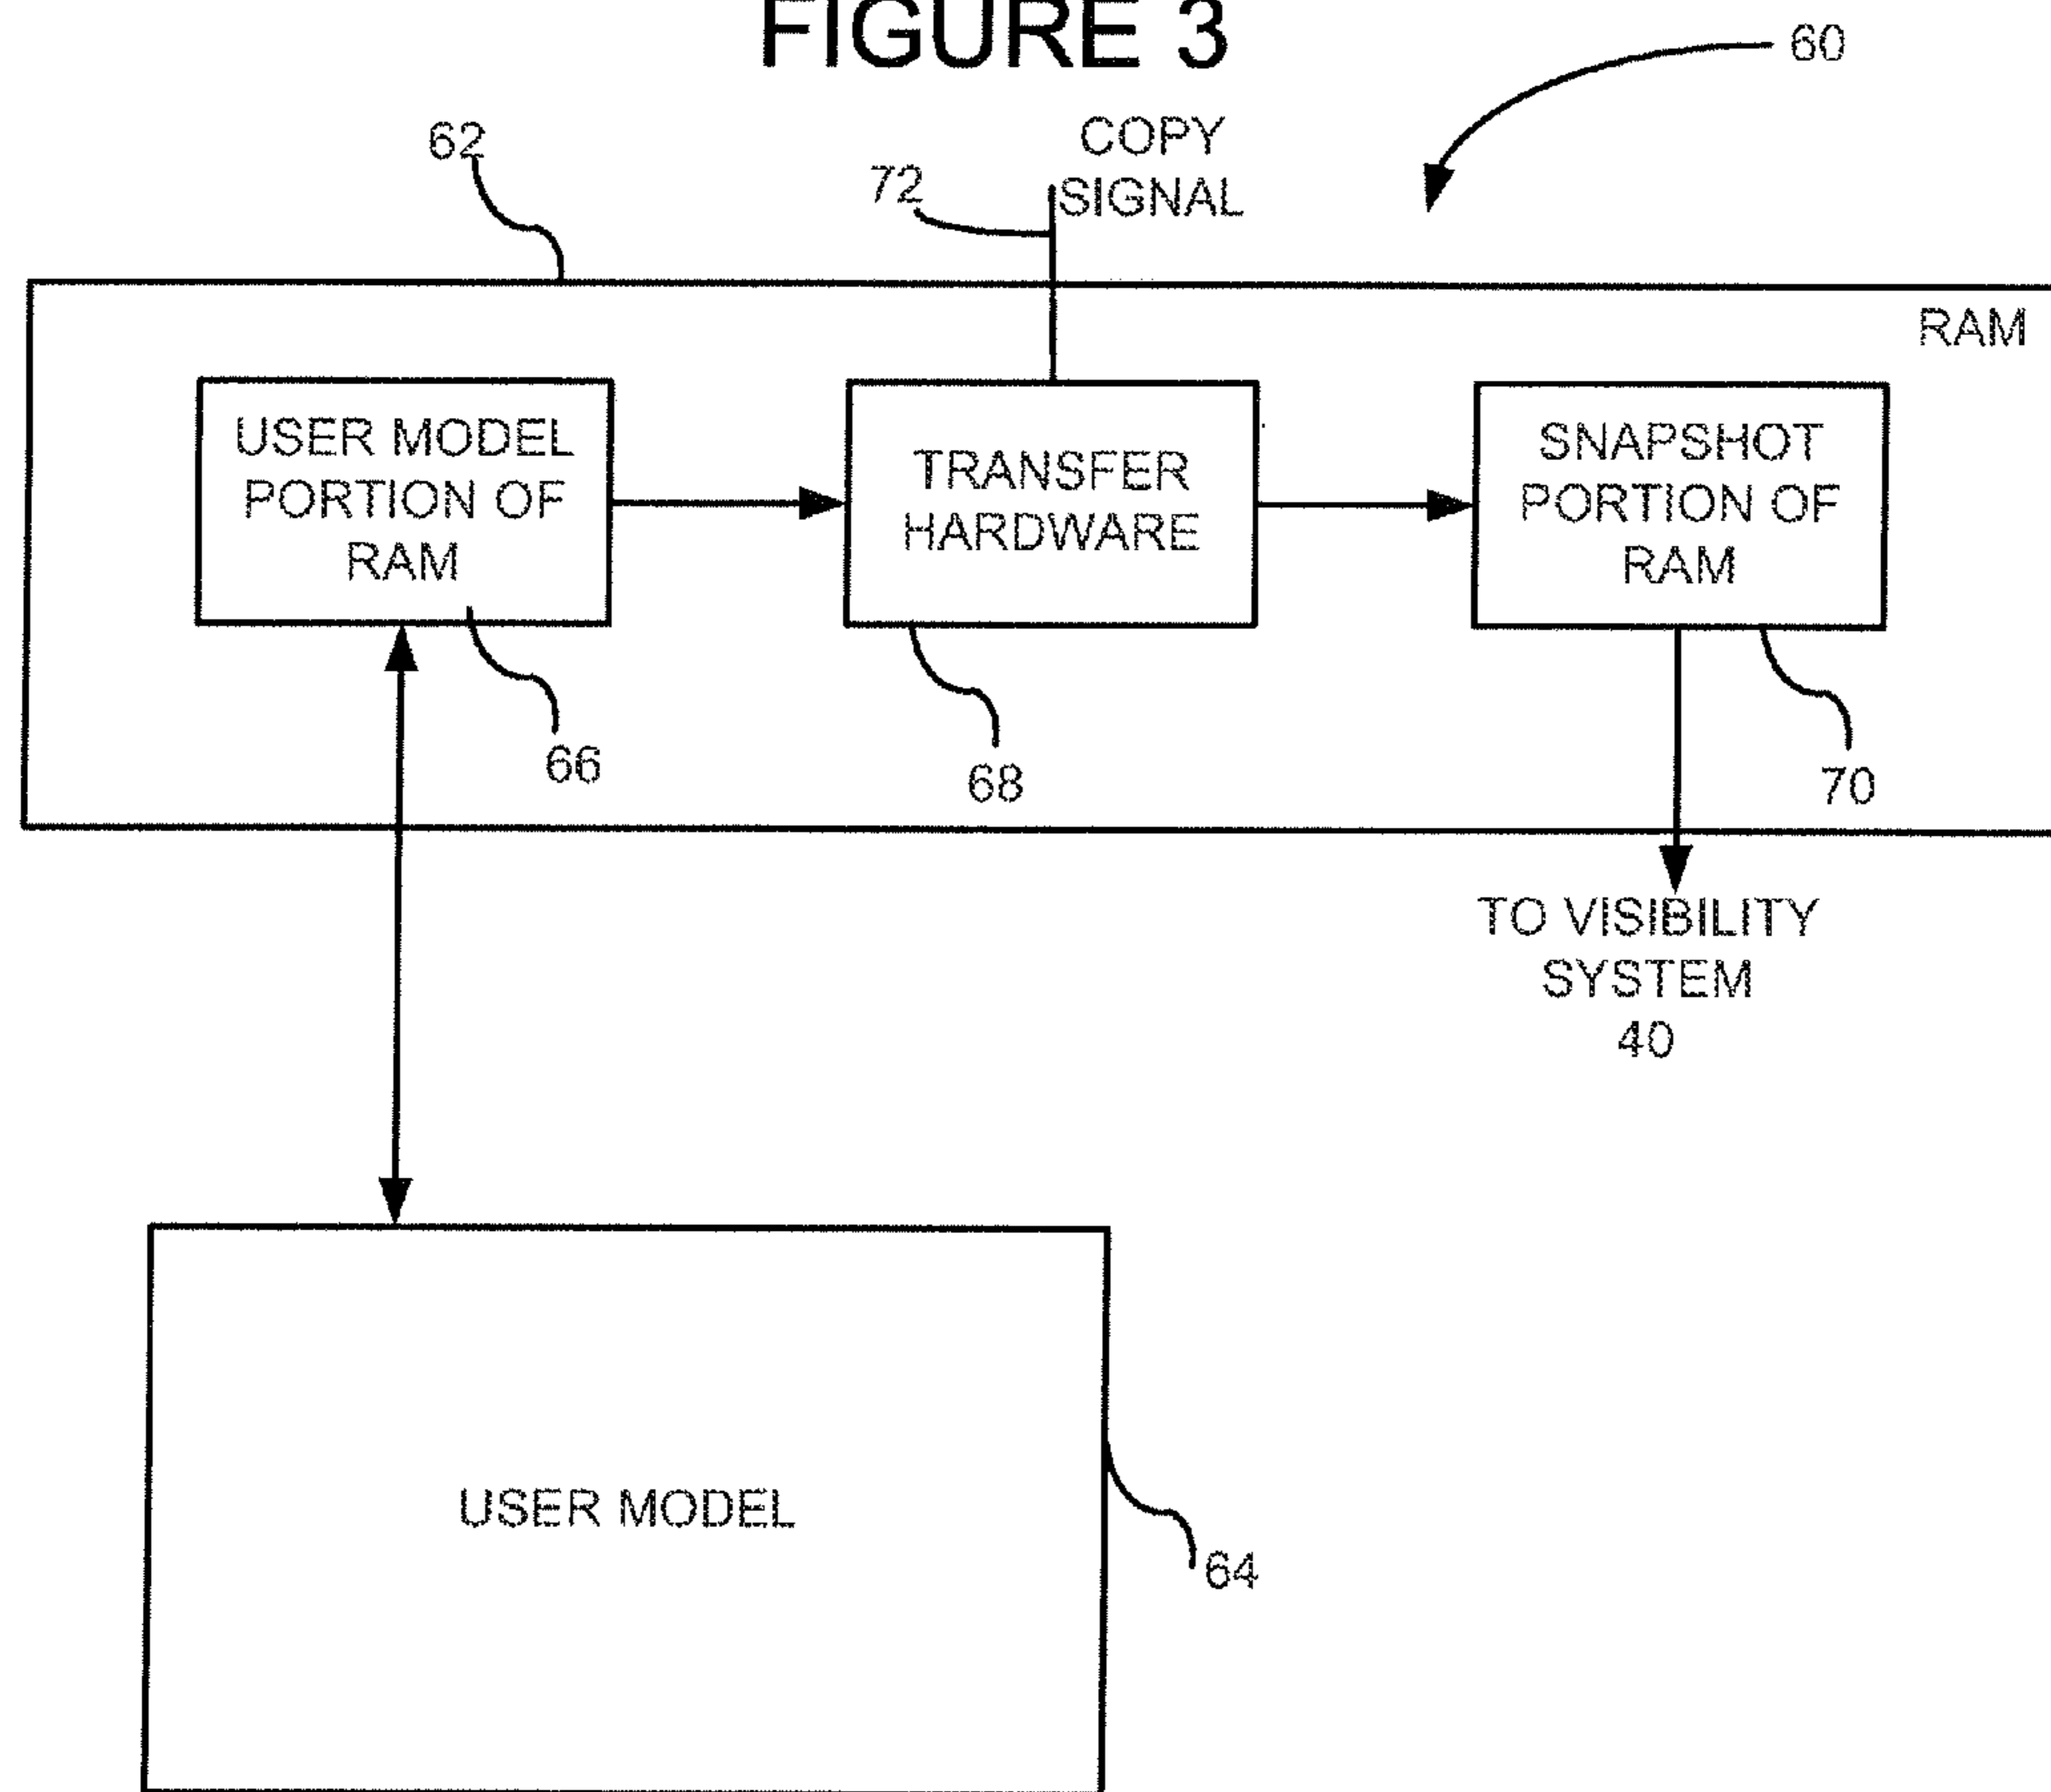 FIGURE 3
60
62
72
COPY
SIGNAL
RAM
USER MODEL
PORTION OF
RAM
TRANSFER
HARDWARE
SNAPSHOT
PORTION OF
RAM
66
68
70
TO VISIBILITY
SYSTEM
40
USER MODEL
64